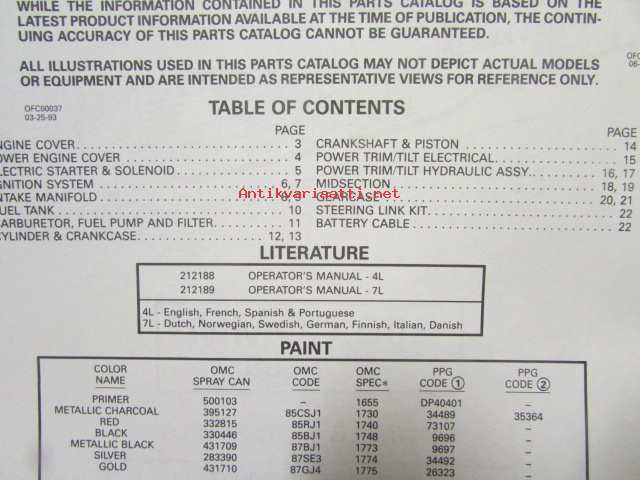 WHILE THE INFORMATION CONTAINED IN THIS PARTS CATALOG IS BASED ON THE
LATEST PRODUCT INFORMATION AVAILABLE AT THE TIME OF PUBLICATION, THE CONTIN-
UING ACCURACY OF THIS PARTS CATALOG CANNOT BE GUARANTEED.
ALL ILLUSTRATIONS USED IN THIS PARTS CATALOG MAY NOT DEPICT ACTUAL MODELS
OR EQUIPMENT AND ARE INTENDED AS REPRESENTATIVE VIEWS FOR REFERENCE ONLY.
OFC00037
03-25-93
TABLE OF CONTENTS
PAGE
NGINE COVER 3
OWER ENGINE COVER 4
LECTRIC STARTER & SOLENOID 5
GNITION SYSTEM 6, 7
NTAKE MANIFOLD
FUEL TANK 10
CARBURETOR, FUEL PUMP AND FILTER 11
CYLINDER & CRANKCASE 12, 13
PAGE
CRANKSHAFT & PISTON 14
POWER TRIM/TILT ELECTRICAL 15
POWER TRIM/TILT HYDRAULIC ASSY. 16, 17
MIDSECTION 18, 19
GEARCASE 20, 21
STEERING LINK KIT 22
BATTERY CABLE 22
Antikvarisatti.net
LITERATURE
212188 OPERATOR'S MANUAL - 4L
212189 OPERATOR'S MANUAL - 7L
4L - English, French, Spanish & Portuguese
7L - Dutch, Norwegian, Swedish, German, Finnish, Italian, Danish
PAINT
COLOR NAME OMC SPRAY CAN OMC CODE OMC SPEC* PPG CODE ① PPG CODE ②
PRIMER 500103 – 1655 DP40401 –
METALLIC CHARCOAL 395127 85CSJ1 1730 34489 35364
RED 332815 85RJ1 1740 73107 –
BLACK 330446 85BJ1 1748 9696 –
METALLIC BLACK 431709 87BJ1 1773 9697 –
SILVER 283390 87SE3 1774 34492 –
GOLD 431710 87GJ4 1775 26323 –